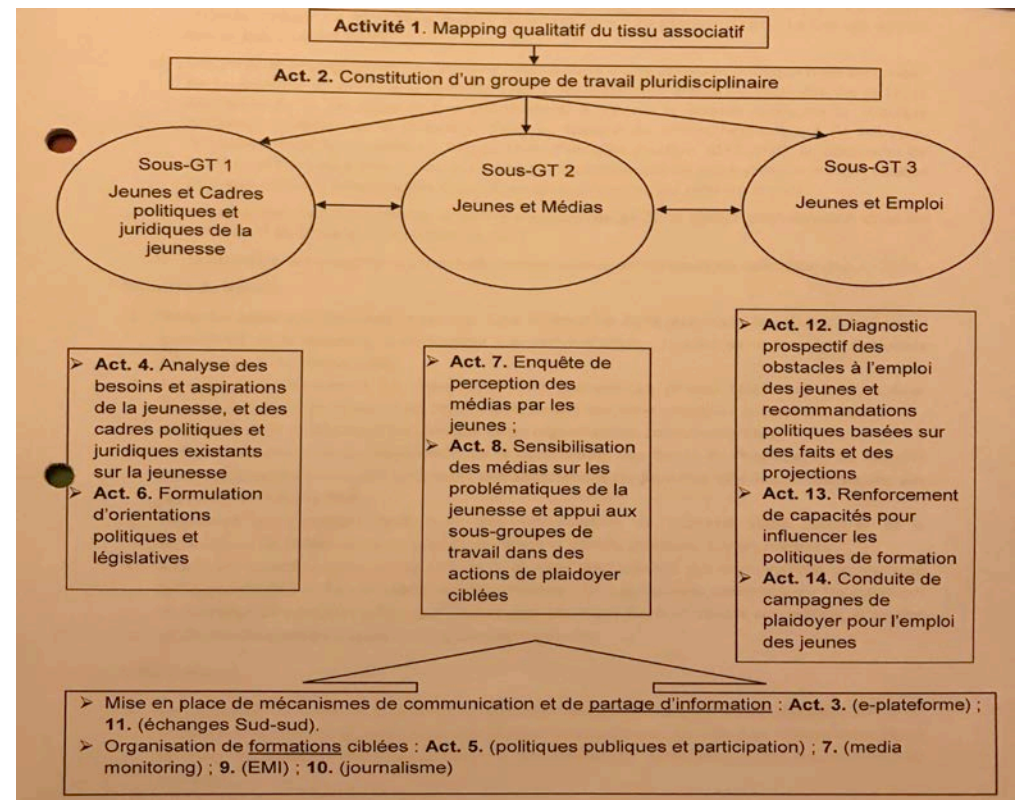 Activité 1. Mapping qualitatif du tissu associatif
Act. 2. Constitution d'un groupe de travail pluridisciplinaire
Sous-GT 1
Jeunes et Cadres
politiques et
juridiques de la
jeunesse
Sous-GT 2
Jeunes et Médias
Sous-GT 3
Jeunes et Emploi
➢ Act. 4. Analyse des
besoins et aspirations
de la jeunesse, et des
cadres politiques et
juridiques existants
sur la jeunesse
➢ Act. 6. Formulation
d'orientations
politiques et
législatives
➢ Act. 7. Enquête de
perception des
médias par les
jeunes ;
➢ Act. 8. Sensibilisation
des médias sur les
problématiques de la
jeunesse et appui aux
sous-groupes de
travail dans des
actions de plaidoyer
ciblées
➢ Act. 12. Diagnostic
prospectif des
obstacles à l'emploi
des jeunes et
recommandations
politiques basées sur
des faits et des
projections
➢ Act. 13. Renforcement
de capacités pour
influencer les
politiques de formation
➢ Act. 14. Conduite de
campagnes de
plaidoyer pour l'emploi
des jeunes
➢ Mise en place de mécanismes de communication et de partage d'information : Act. 3. (e-plateforme) ;
11. (échanges Sud-sud).
➢ Organisation de formations ciblées : Act. 5. (politiques publiques et participation) ; 7. (media
monitoring) ; 9. (EMI) ; 10. (journalisme)